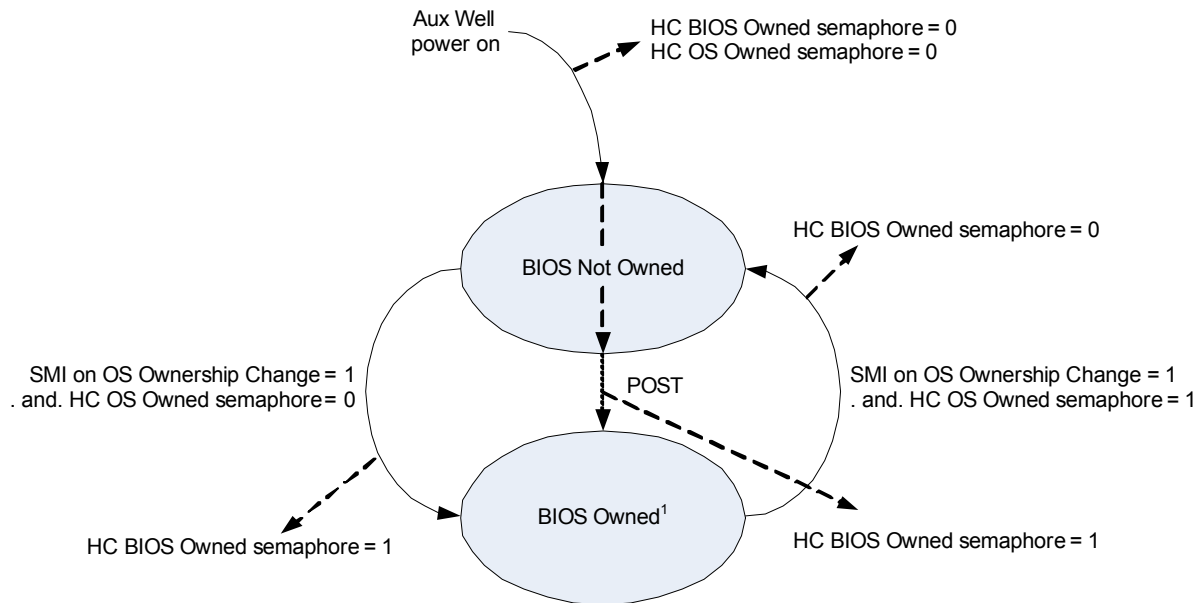 Aux Well
power on
HC BIOS Owned semaphore = 0
HC OS Owned semaphore = 0
HC BIOS Owned semaphore = 0
BIOS Not Owned
SMI on OS Ownership Change = 1
. and. HC OS Owned semaphore = 0
POST
SMI on OS Ownership Change = 1
. and. HC OS Owned semaphore = 1
BIOS Owned¹
HC BIOS Owned semaphore = 1
HC BIOS Owned semaphore = 1